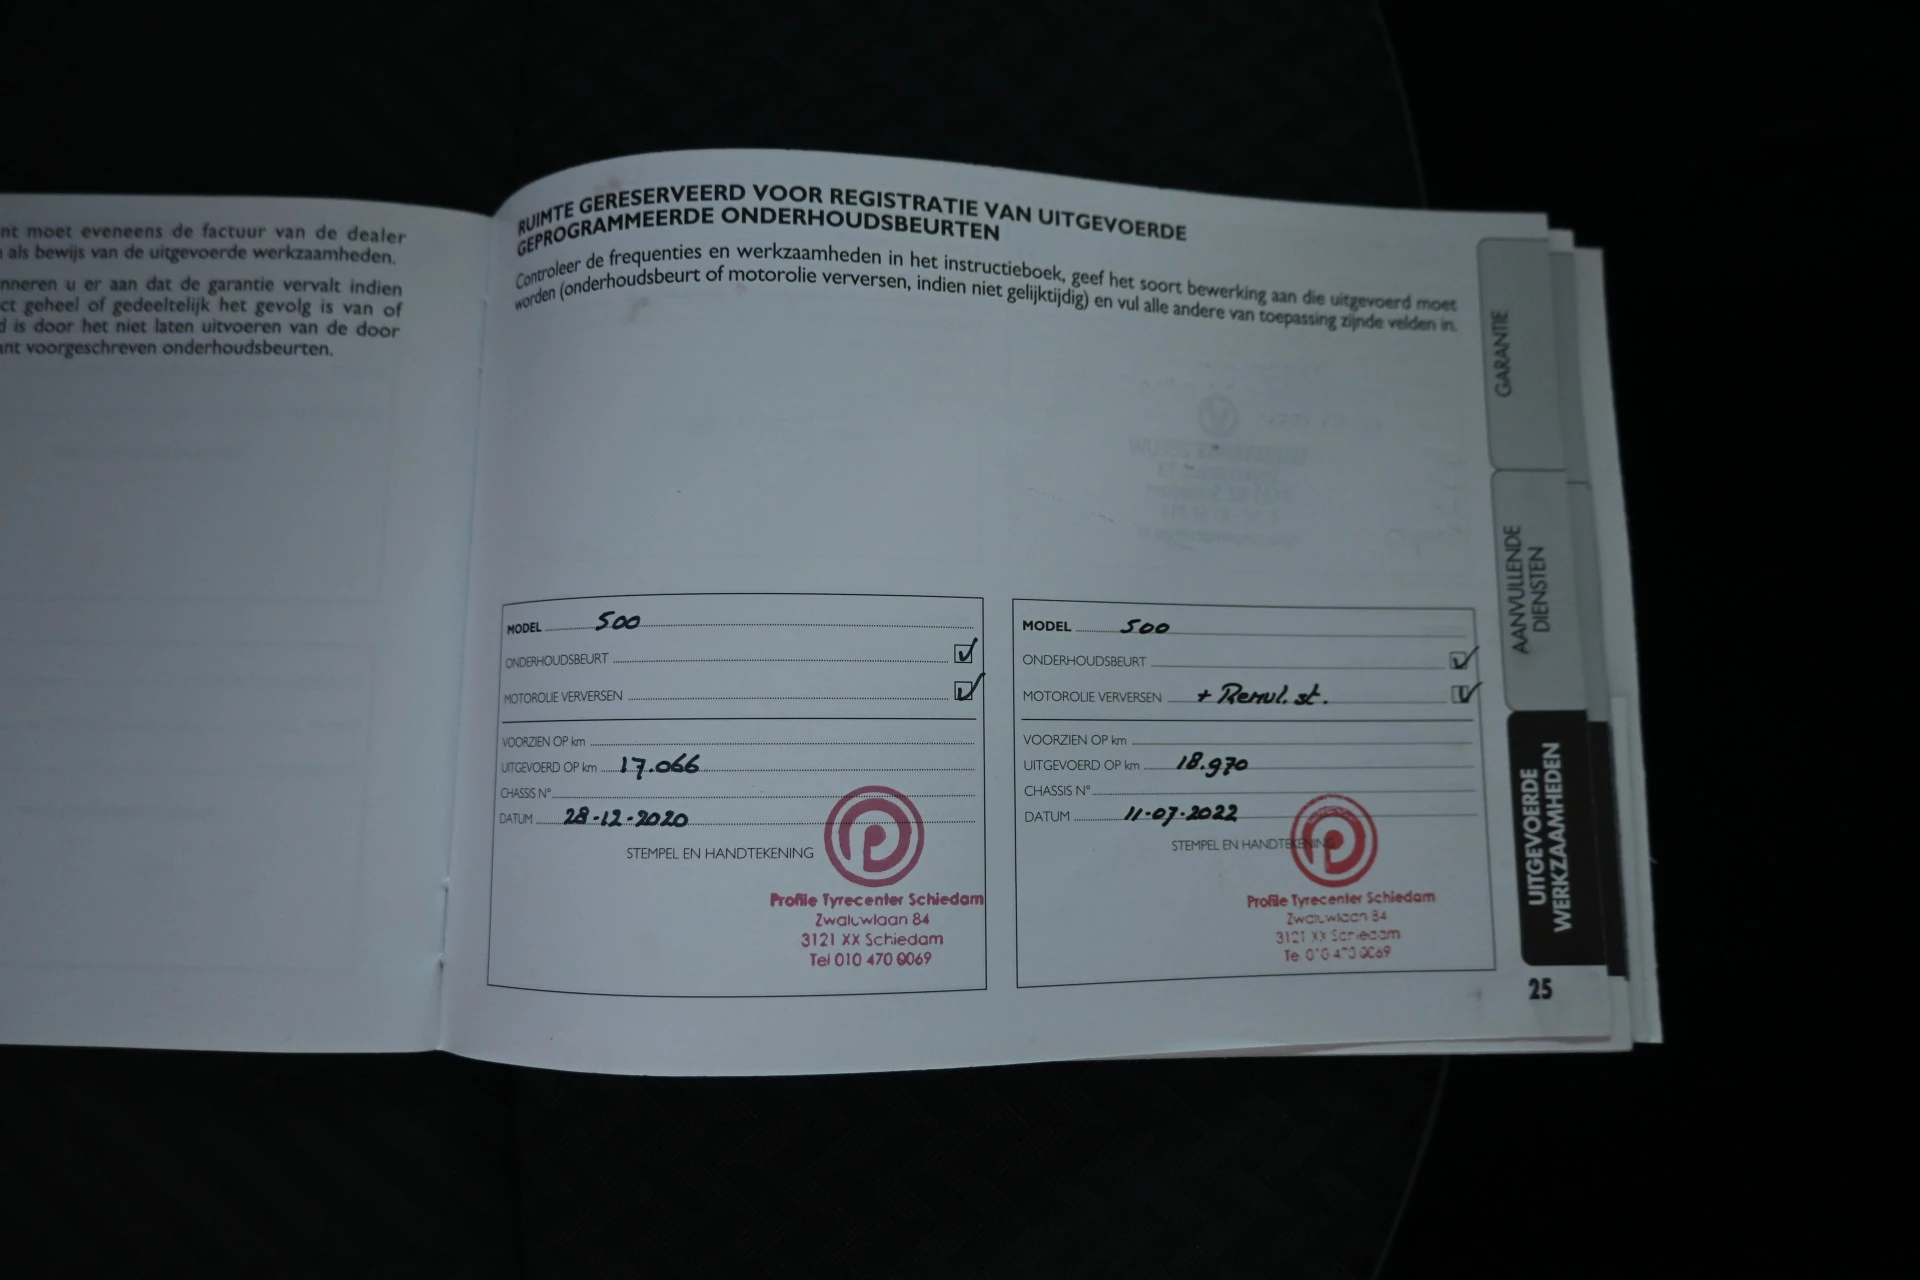 nt moet eveneens de factuur van de dealer
als bewijs van de uitgevoerde werkzaamheden.
nneren u er aan dat de garantie vervalt indien
ct geheel of gedeeltelijk het gevolg is van of
d is door het niet laten uitvoeren van de door
ant voorgeschreven onderhoudsbeurten.
RUIMTE GERESERVEERD VOOR REGISTRATIE VAN UITGEVOERDE
GEPROGRAMMEERDE ONDERHOUDSBEURTEN
Controleer de frequenties en werkzaamheden in het instructieboek, geef het soort bewerking aan die uitgevoerd moet
worden (onderhoudsbeurt of motorolie verversen, indien niet gelijktijdig) en vul alle andere van toepassing zijnde velden in.
MODEL 500
ONDERHOUDSBEURT
MOTOROLIE VERVERSEN
VOORZIEN OP km
UITGEVOERD OP km 17.066
CHASSIS N°
DATUM 28-12-2020
STEMPEL EN HANDTEKENING
Profile Tyrecenter Schiedam
Zwaluwlaan 84
3121 XX Schiedam
Tel 010 470 0069
MODEL 500
ONDERHOUDSBEURT
MOTOROLIE VERVERSEN + Remvl. st.
VOORZIEN OP km
UITGEVOERD OP km 18.970
CHASSIS N°
DATUM 11-07-2022
STEMPEL EN HANDTEKENING
Profile Tyrecenter Schiedam
Zwaluwlaan 84
3121 XX Schiedam
Te 010 470 0069
GARANTIE
AANVULLENDE
DIENSTEN
UITGEVOERDE
WERKZAAMHEDEN
25